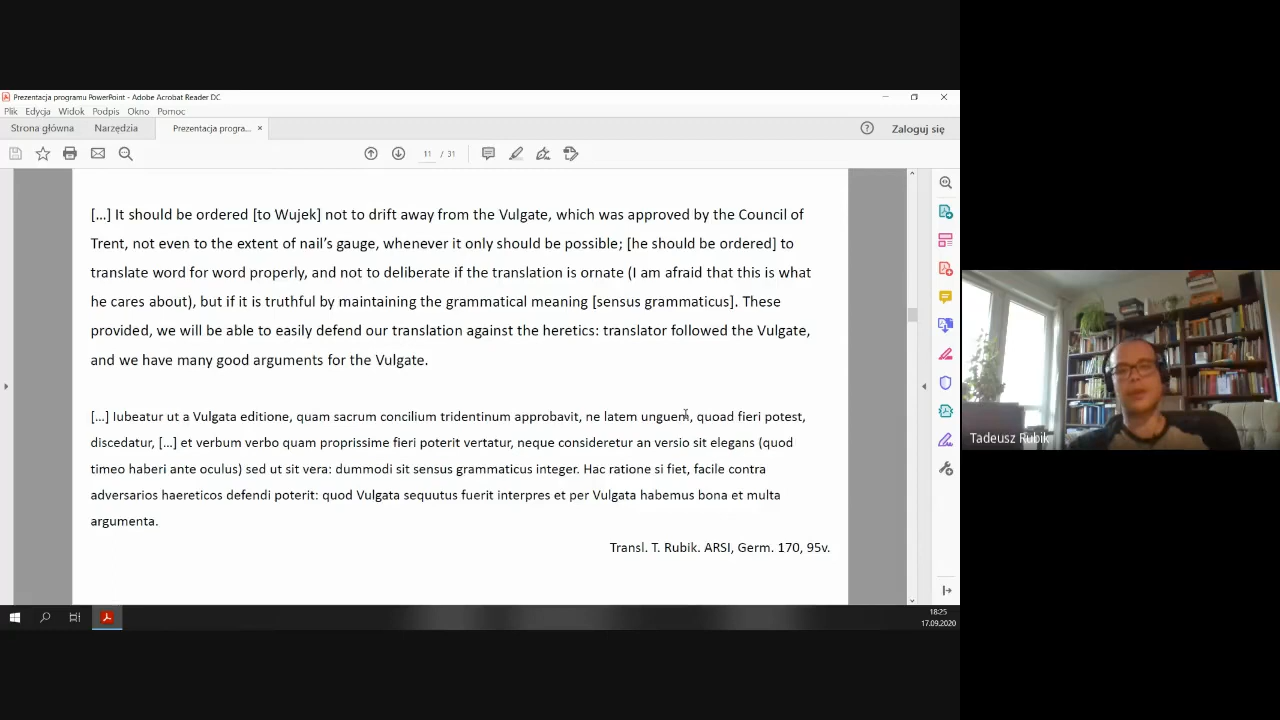 Prezentacja programu PowerPoint - Adobe Acrobat Reader DC
Plik Edycja Widok Podpis Okno Pomoc
Strona główna Narzędzia Prezentacja progra... × Zaloguj się
11 / 31
[…] It should be ordered [to Wujek] not to drift away from the Vulgate, which was approved by the Council of
Trent, not even to the extent of nail’s gauge, whenever it only should be possible; [he should be ordered] to
translate word for word properly, and not to deliberate if the translation is ornate (I am afraid that this is what
he cares about), but if it is truthful by maintaining the grammatical meaning [sensus grammaticus]. These
provided, we will be able to easily defend our translation against the heretics: translator followed the Vulgate,
and we have many good arguments for the Vulgate.
[…] Iubeatur ut a Vulgata editione, quam sacrum concilium tridentinum approbavit, ne latem unguem, quoad fieri potest,
discedatur, […] et verbum verbo quam proprissime fieri poterit vertatur, neque consideretur an versio sit elegans (quod
timeo haberi ante oculus) sed ut sit vera: dummodi sit sensus grammaticus integer. Hac ratione si fiet, facile contra
adversarios haereticos defendi poterit: quod Vulgata sequutus fuerit interpres et per Vulgata habemus bona et multa
argumenta.
Transl. T. Rubik. ARSI, Germ. 170, 95v.
Tadeusz Rubik
18:25
17.09.2020